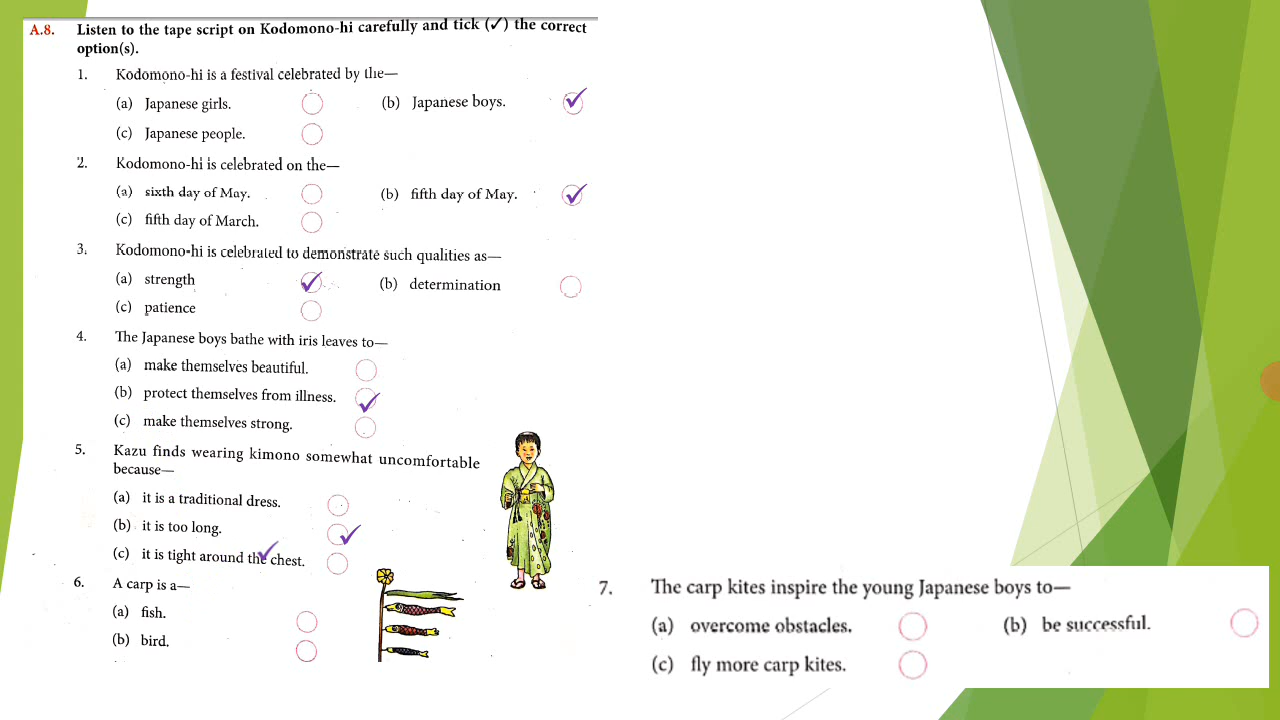 A.8. Listen to the tape script on Kodomono-hi carefully and tick (✓) the correct
option(s).
1. Kodomono-hi is a festival celebrated by the—
(a) Japanese girls. (b) Japanese boys.
(c) Japanese people.
2. Kodomono-hi is celebrated on the—
(a) sixth day of May. (b) fifth day of May.
(c) fifth day of March.
3. Kodomono-hi is celebrated to demonstrate such qualities as—
(a) strength (b) determination
(c) patience
4. The Japanese boys bathe with iris leaves to—
(a) make themselves beautiful.
(b) protect themselves from illness.
(c) make themselves strong.
5. Kazu finds wearing kimono somewhat uncomfortable
because—
(a) it is a traditional dress.
(b) it is too long.
(c) it is tight around the chest.
6. A carp is a—
(a) fish.
(b) bird.
7. The carp kites inspire the young Japanese boys to—
(a) overcome obstacles. (b) be successful.
(c) fly more carp kites.